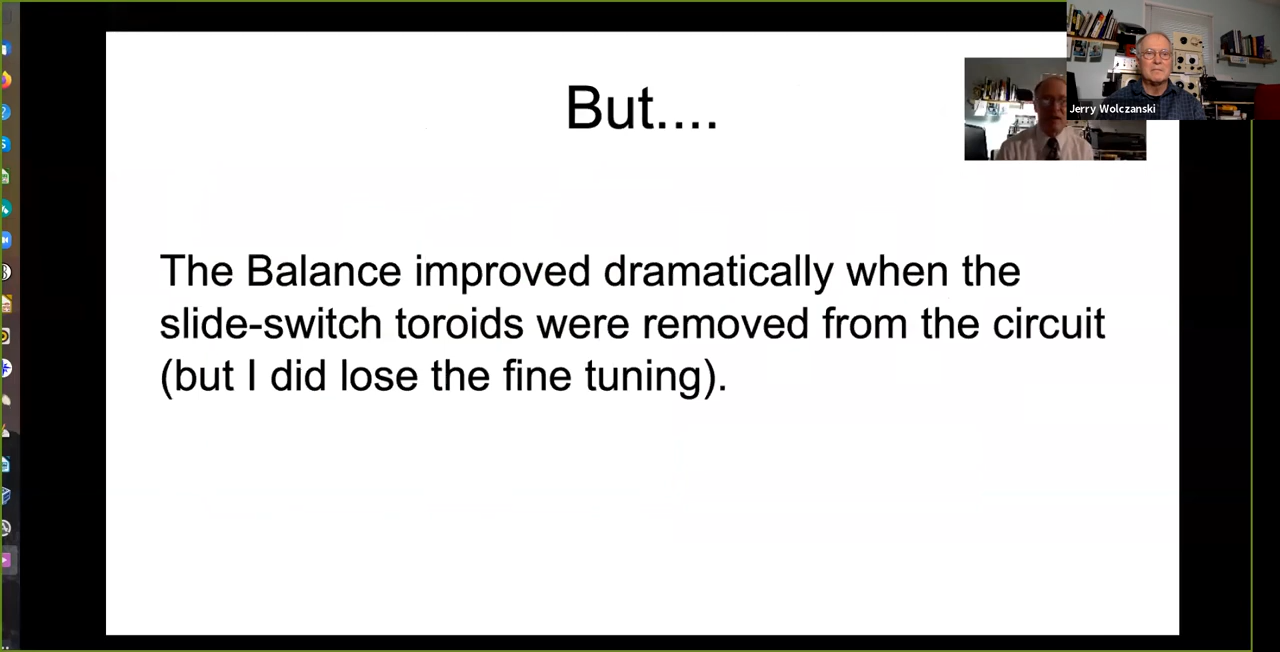 But....
Jerry Wolczanski
The Balance improved dramatically when the
slide-switch toroids were removed from the circuit
(but I did lose the fine tuning).